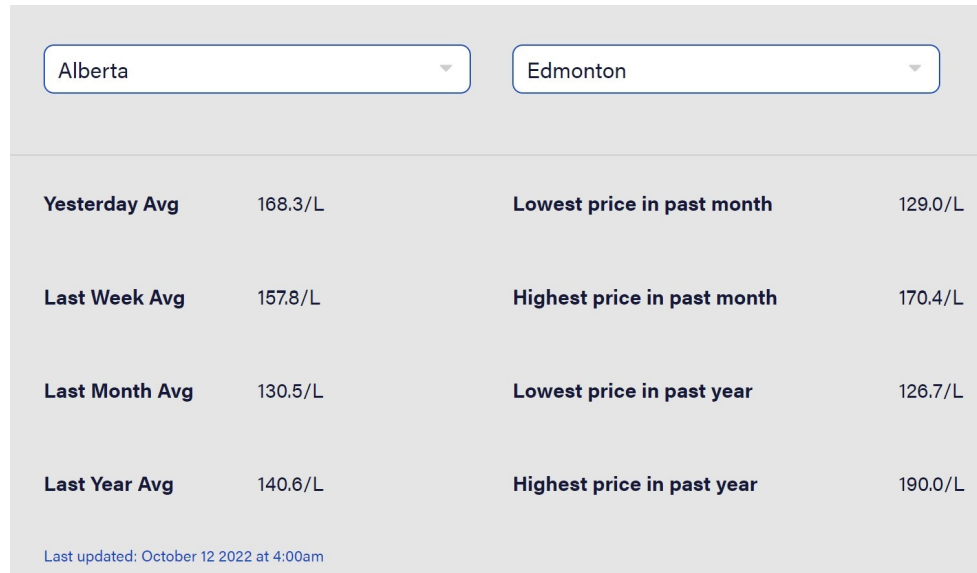 Alberta Edmonton
Yesterday Avg 168.3/L Lowest price in past month 129.0/L
Last Week Avg 157.8/L Highest price in past month 170.4/L
Last Month Avg 130.5/L Lowest price in past year 126.7/L
Last Year Avg 140.6/L Highest price in past year 190.0/L
Last updated: October 12 2022 at 4:00am